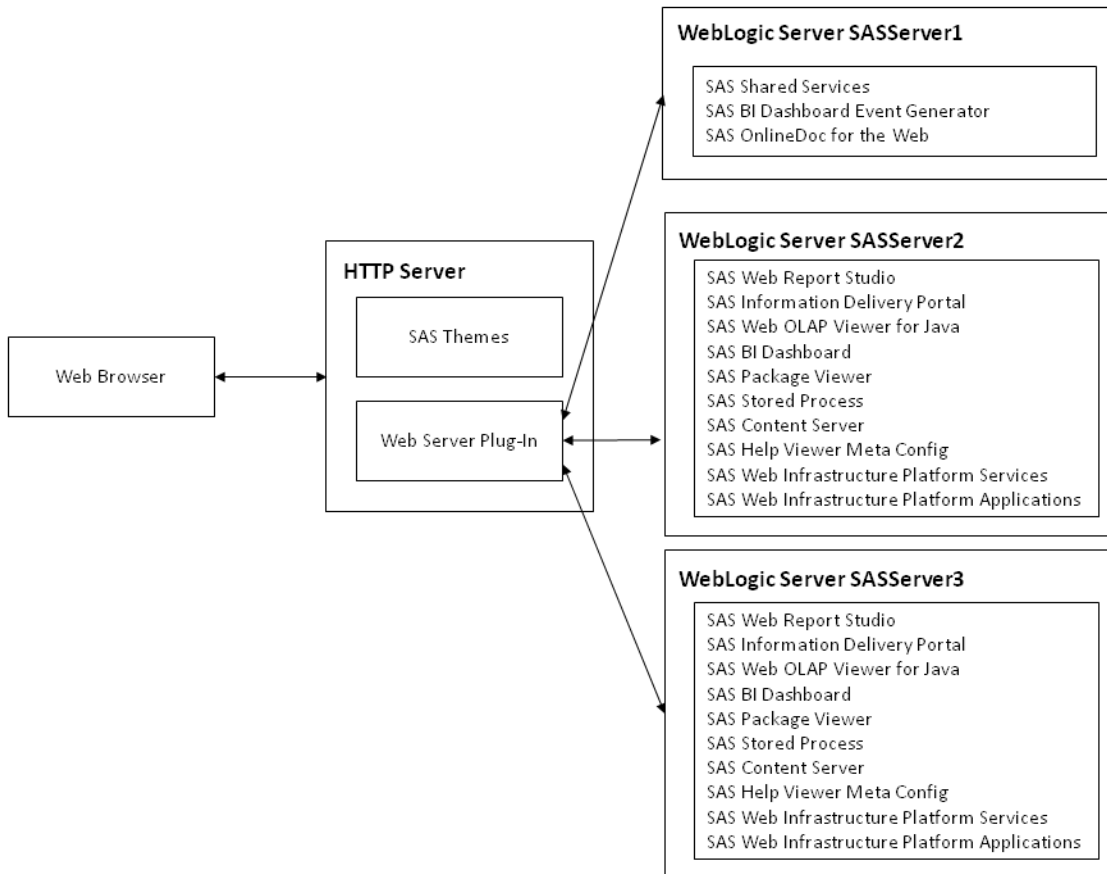 WebLogic Server SASServer1
SAS Shared Services
SAS BI Dashboard Event Generator
SAS OnlineDoc for the Web
WebLogic Server SASServer2
SAS Web Report Studio
SAS Information Delivery Portal
SAS Web OLAP Viewer for Java
SAS BI Dashboard
SAS Package Viewer
SAS Stored Process
SAS Content Server
SAS Help Viewer Meta Config
SAS Web Infrastructure Platform Services
SAS Web Infrastructure Platform Applications
HTTP Server
SAS Themes
Web Server Plug-In
Web Browser
WebLogic Server SASServer3
SAS Web Report Studio
SAS Information Delivery Portal
SAS Web OLAP Viewer for Java
SAS BI Dashboard
SAS Package Viewer
SAS Stored Process
SAS Content Server
SAS Help Viewer Meta Config
SAS Web Infrastructure Platform Services
SAS Web Infrastructure Platform Applications